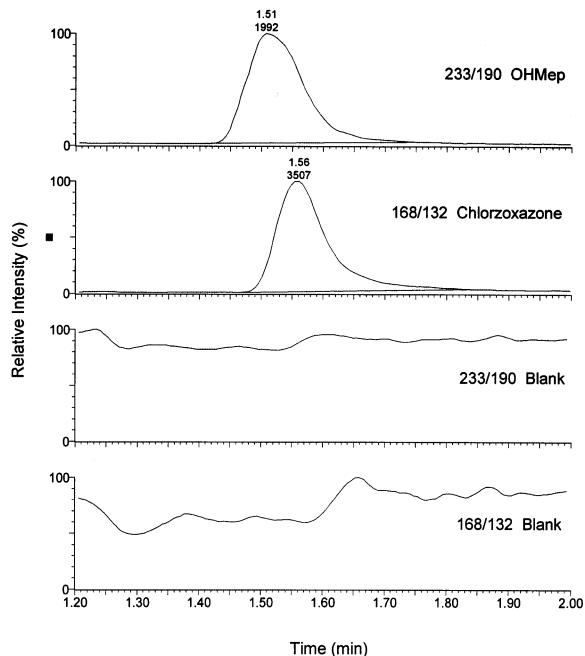 1.51
1992
100
233/190 OHMep
0
1.56
3507
100
168/132 Chlorzoxazone
0
100
233/190 Blank
0
100
168/132 Blank
0
1.20 1.30 1.40 1.50 1.60 1.70 1.80 1.90 2.00
Time (min)
Relative Intensity (%)